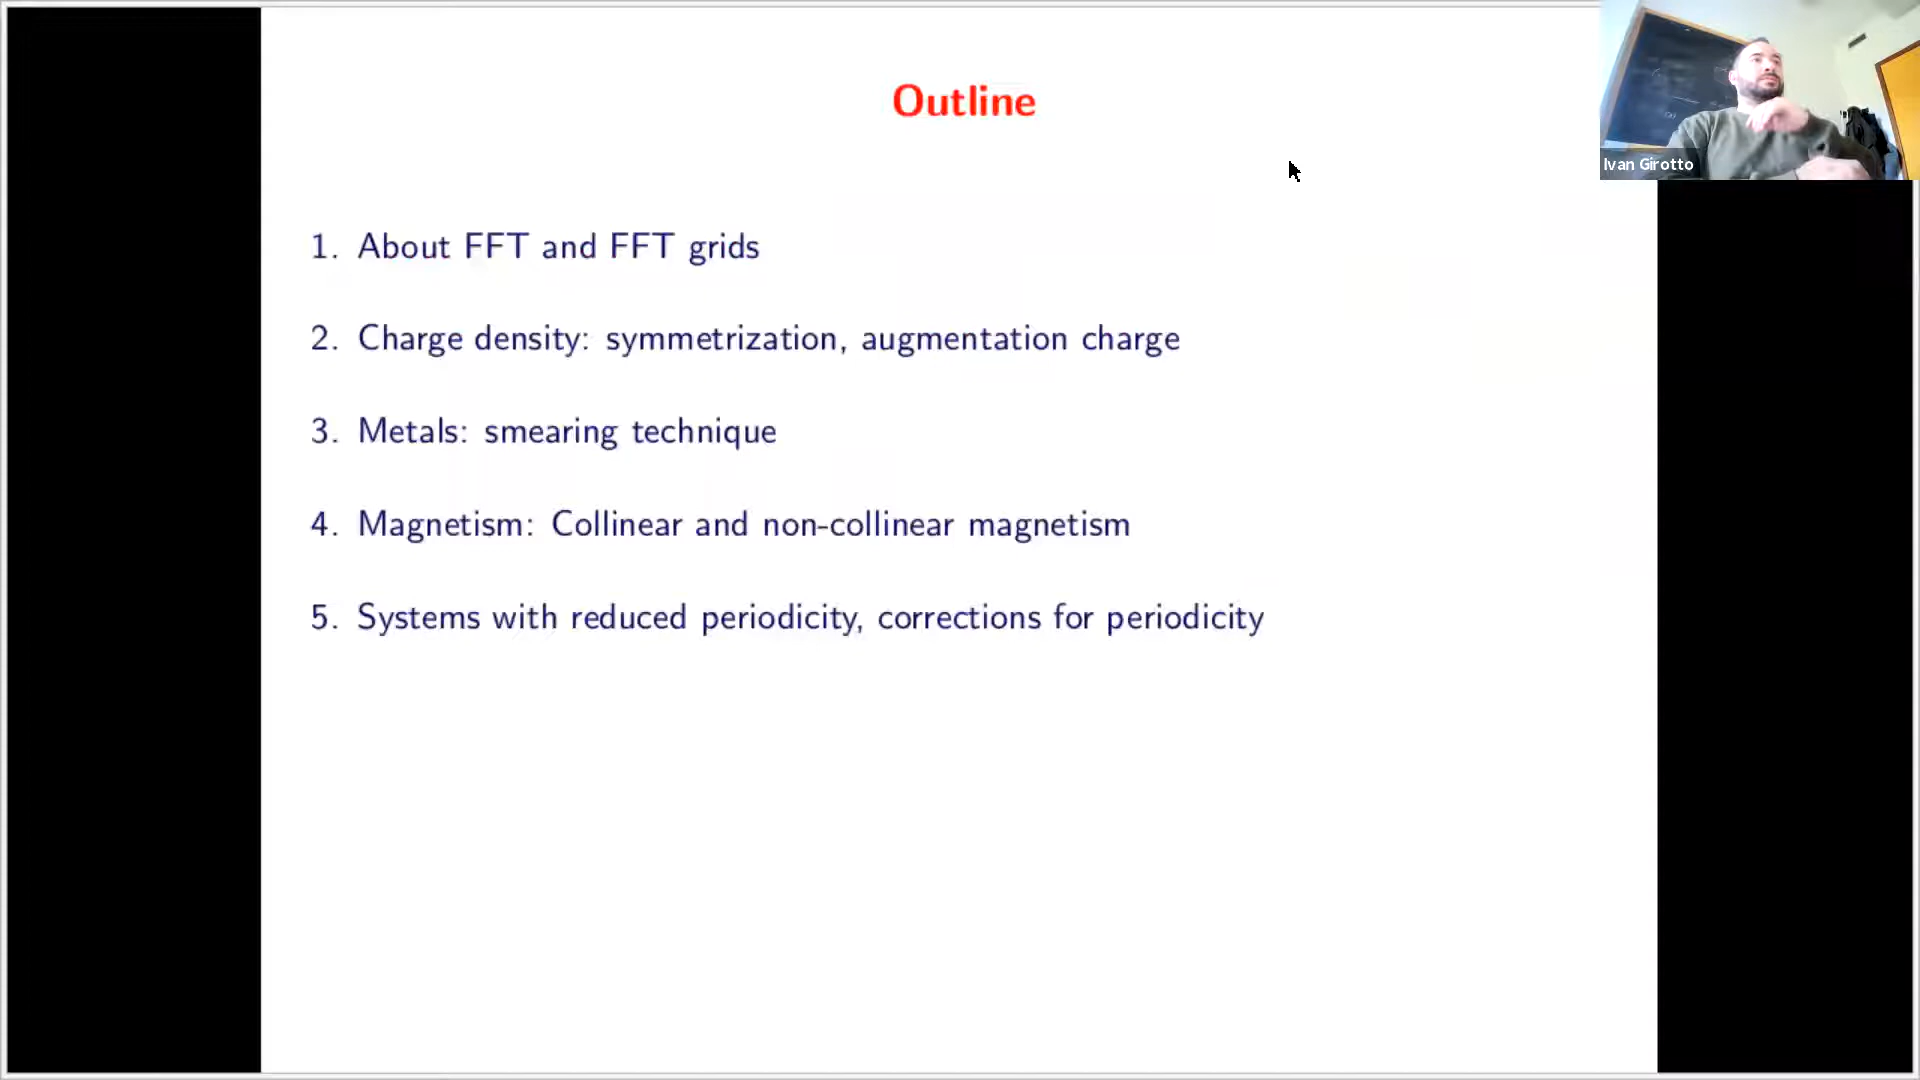 Outline
Ivan Girotto
1. About FFT and FFT grids
2. Charge density: symmetrization, augmentation charge
3. Metals: smearing technique
4. Magnetism: Collinear and non-collinear magnetism
5. Systems with reduced periodicity, corrections for periodicity